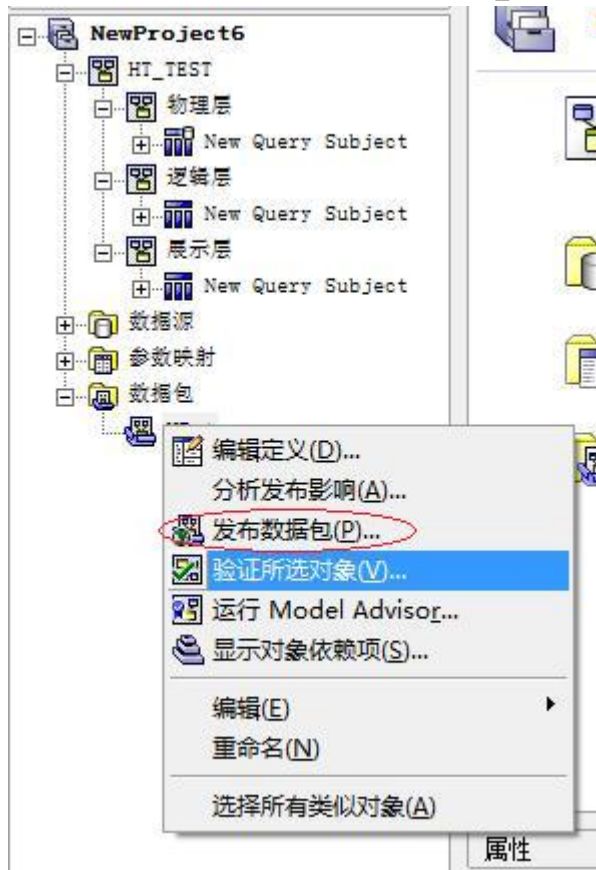 NewProject6
HT_TEST
物理层
New Query Subject
逻辑层
New Query Subject
展示层
New Query Subject
数据源
参数映射
数据包
编辑定义(D)...
分析发布影响(A)...
发布数据包(P)...
验证所选对象(V)...
运行 Model Advisor...
显示对象依赖项(S)...
编辑(E)
重命名(N)
选择所有类似对象(A)
属性